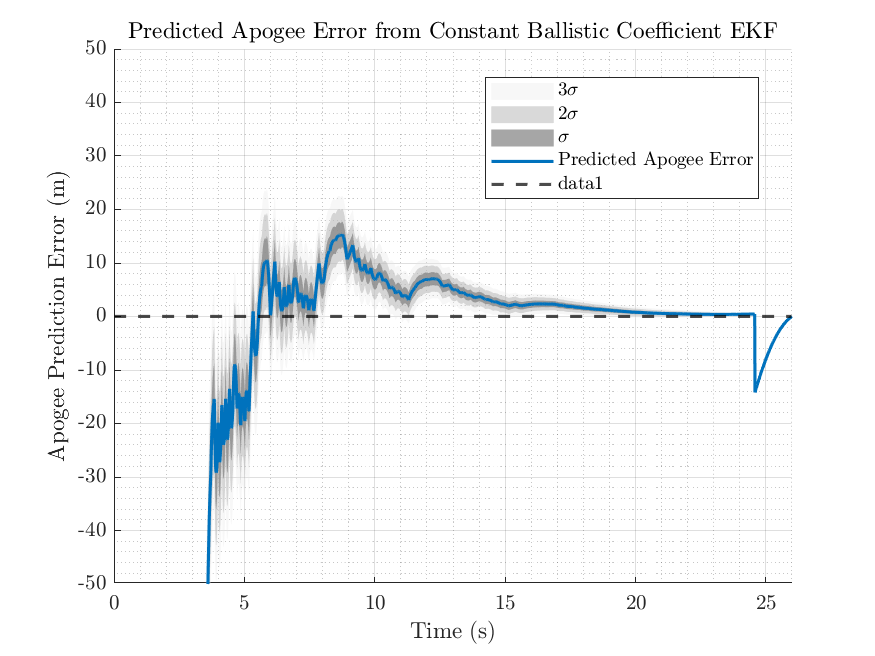 Predicted Apogee Error from Constant Ballistic Coefficient EKF
50
40
30
20
10
0
-10
-20
-30
-40
-50
Apogee Prediction Error (m)
3σ
2σ
σ
Predicted Apogee Error
data1
0 5 10 15 20 25
Time (s)